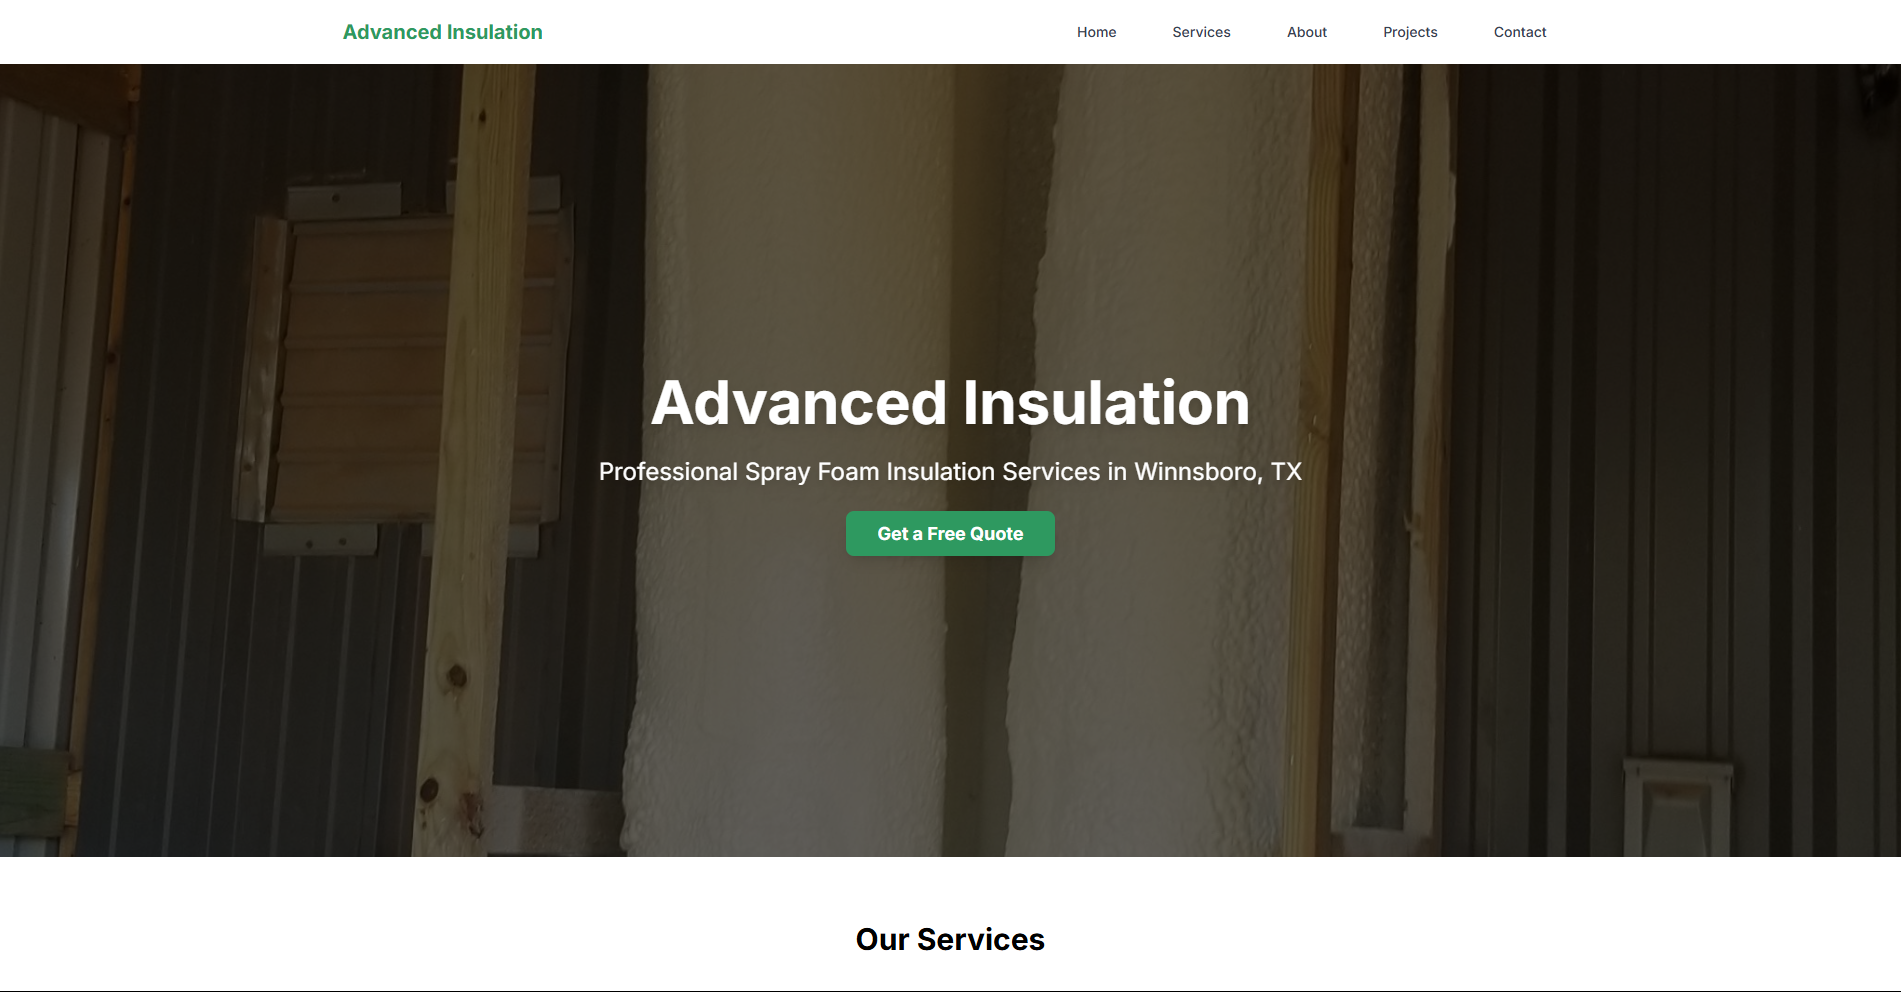 Advanced Insulation
Home Services About Projects Contact
Advanced Insulation
Professional Spray Foam Insulation Services in Winnsboro, TX
Get a Free Quote
Our Services